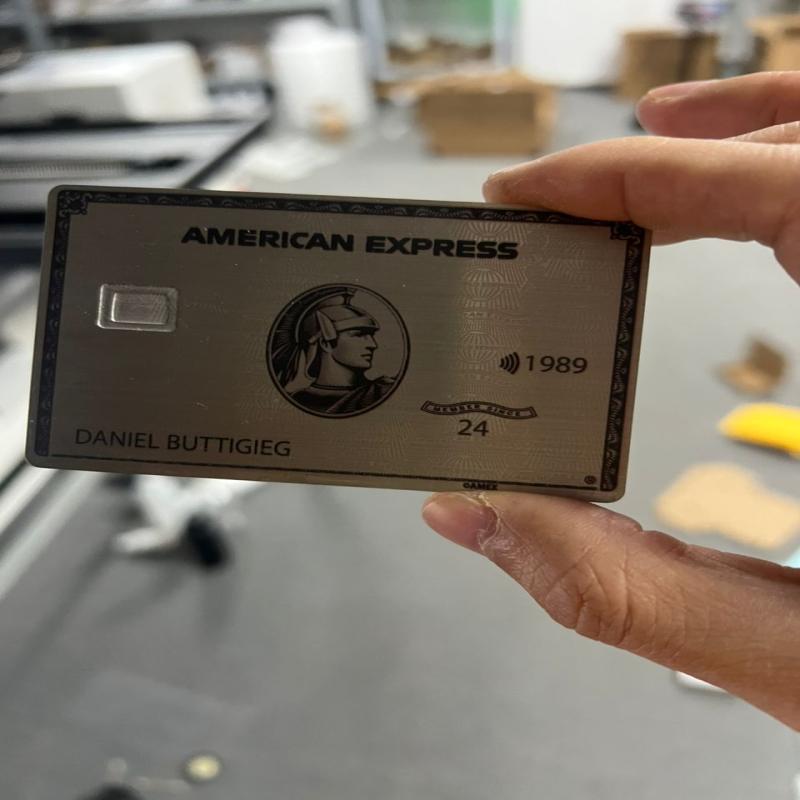 AMERICAN EXPRESS
1989
MEMBER SINCE
24
DANIEL BUTTIGIEG
©AMEX
®